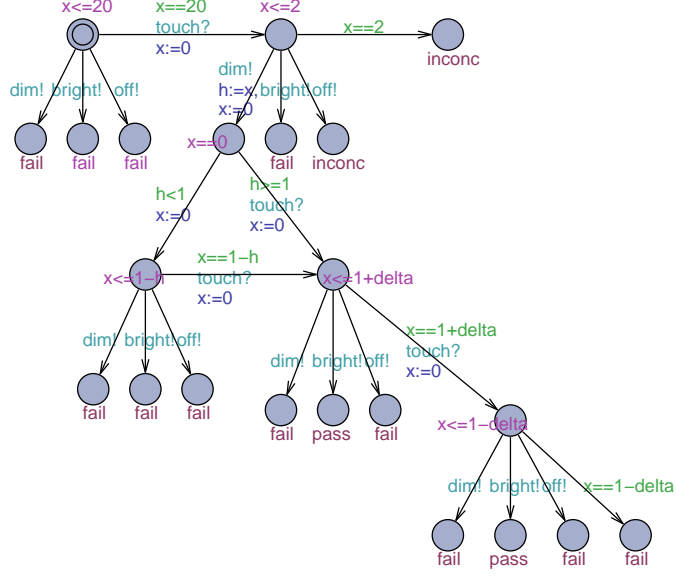 x<=20
x==20
touch?
x:=0
x<=2
x==2
inconc
dim! bright! off!
fail
fail
fail
dim!
h:=x,
x:=0
bright! off!
x==0
fail
inconc
h<1
x:=0
h>=1
touch?
x:=0
x<=1−h
x==1−h
touch?
x:=0
x<=1+delta
dim! bright! off!
fail
fail
fail
dim! bright! off!
fail
pass
fail
x==1+delta
touch?
x:=0
x<=1−delta
dim! bright! off! x==1−delta
fail
pass
fail
fail